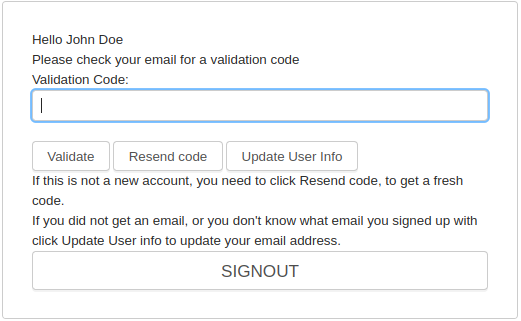 Hello John Doe
Please check your email for a validation code
Validation Code:
Validate Resend code Update User Info
If this is not a new account, you need to click Resend code, to get a fresh
code.
If you did not get an email, or you don't know what email you signed up with
click Update User info to update your email address.
SIGNOUT